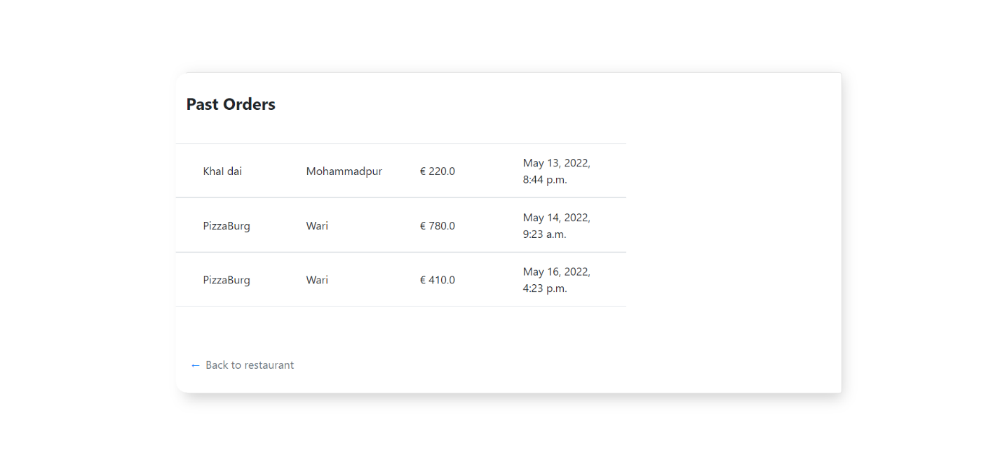 Past Orders
Khal dai Mohammadpur € 220.0 May 13, 2022,
8:44 p.m.
PizzaBurg Wari € 780.0 May 14, 2022,
9:23 a.m.
PizzaBurg Wari € 410.0 May 16, 2022,
4:23 p.m.
← Back to restaurant